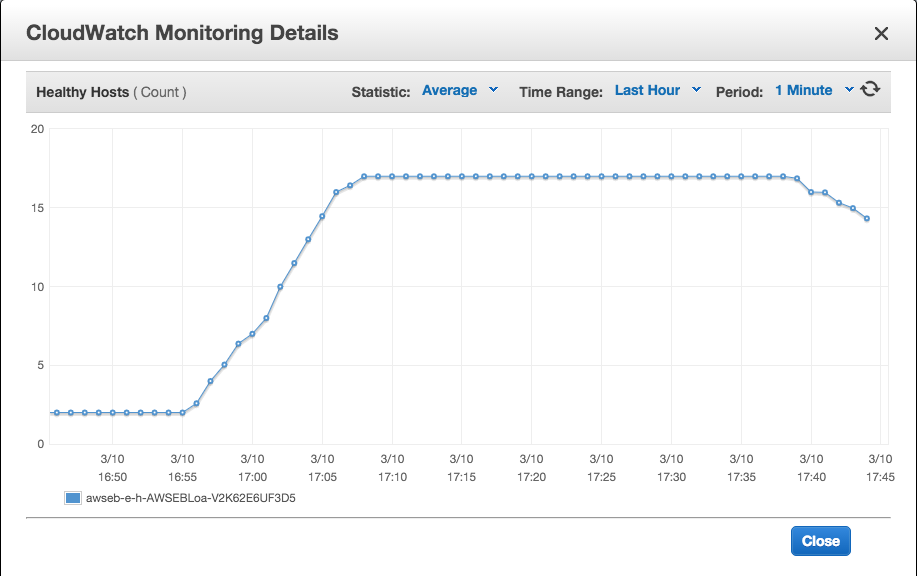 CloudWatch Monitoring Details
Healthy Hosts ( Count ) Statistic: Average Time Range: Last Hour Period: 1 Minute
20
15
10
5
0
3/10 3/10 3/10 3/10 3/10 3/10 3/10 3/10 3/10 3/10 3/10 3/10
16:50 16:55 17:00 17:05 17:10 17:15 17:20 17:25 17:30 17:35 17:40 17:45
awseb-e-h-AWSEBLoa-V2K62E6UF3D5
Close